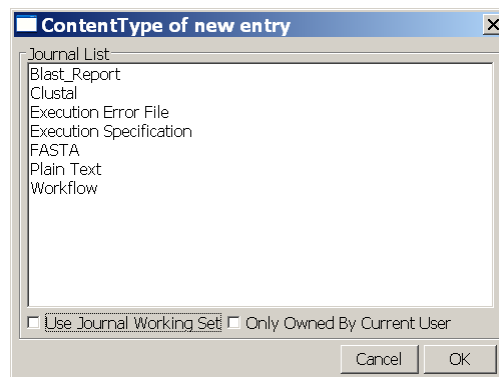 ContentType of new entry
Journal List
Blast_Report
Clustal
Execution Error File
Execution Specification
FASTA
Plain Text
Workflow
Use Journal Working Set Only Owned By Current User
Cancel OK